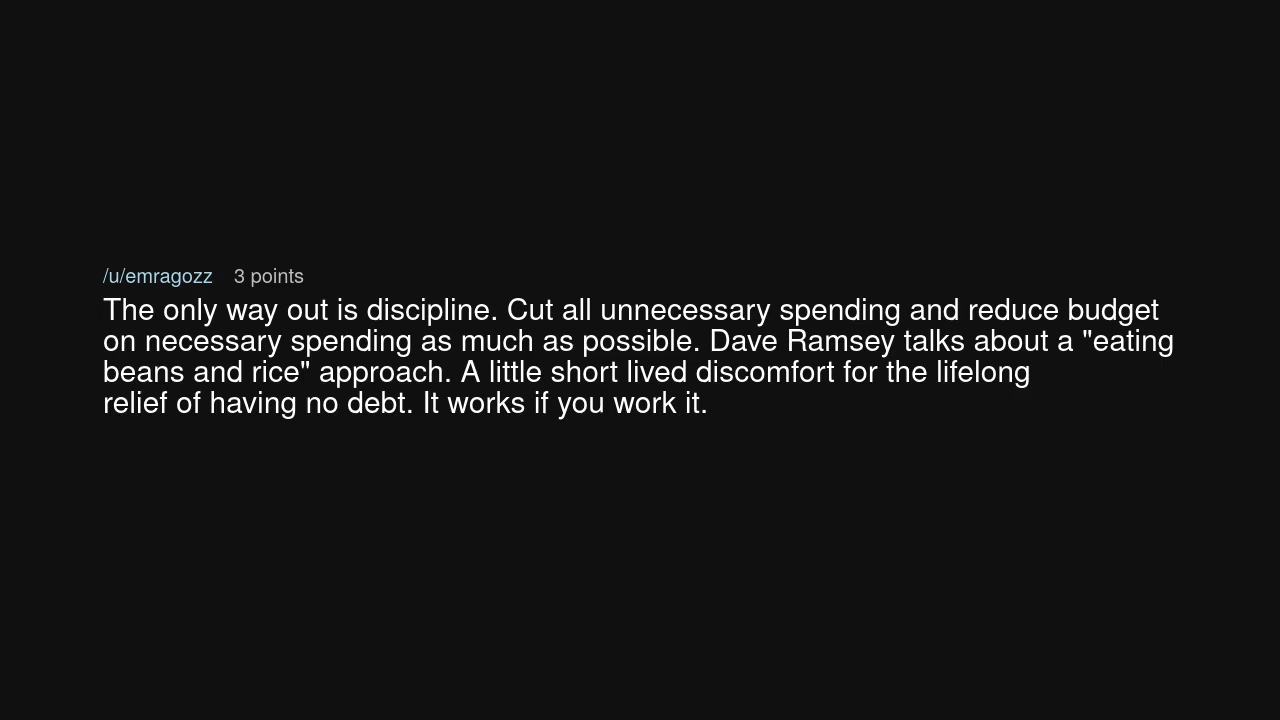 /u/emragozz 3 points
The only way out is discipline. Cut all unnecessary spending and reduce budget
on necessary spending as much as possible. Dave Ramsey talks about a "eating
beans and rice" approach. A little short lived discomfort for the lifelong
relief of having no debt. It works if you work it.